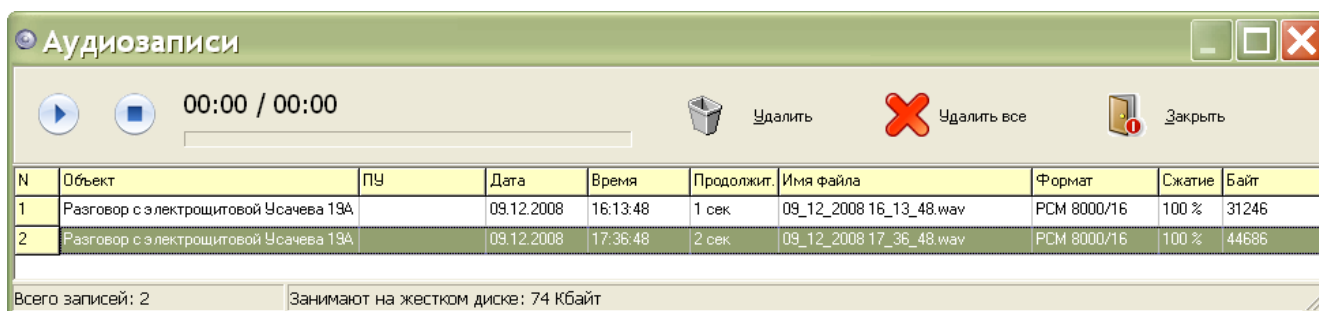 Аудиозаписи
00:00 / 00:00 Удалить Удалить все Закрыть
N Объект ПУ Дата Время Продолжит. Имя файла Формат Сжатие Байт
1 Разговор с электрощитовой Усачева 19А 09.12.2008 16:13:48 1 сек 09_12_2008 16_13_48.wav PCM 8000/16 100 % 31246
2 Разговор с электрощитовой Усачева 19А 09.12.2008 17:36:48 2 сек 09_12_2008 17_36_48.wav PCM 8000/16 100 % 44686
Всего записей: 2 Занимают на жестком диске: 74 Кбайт